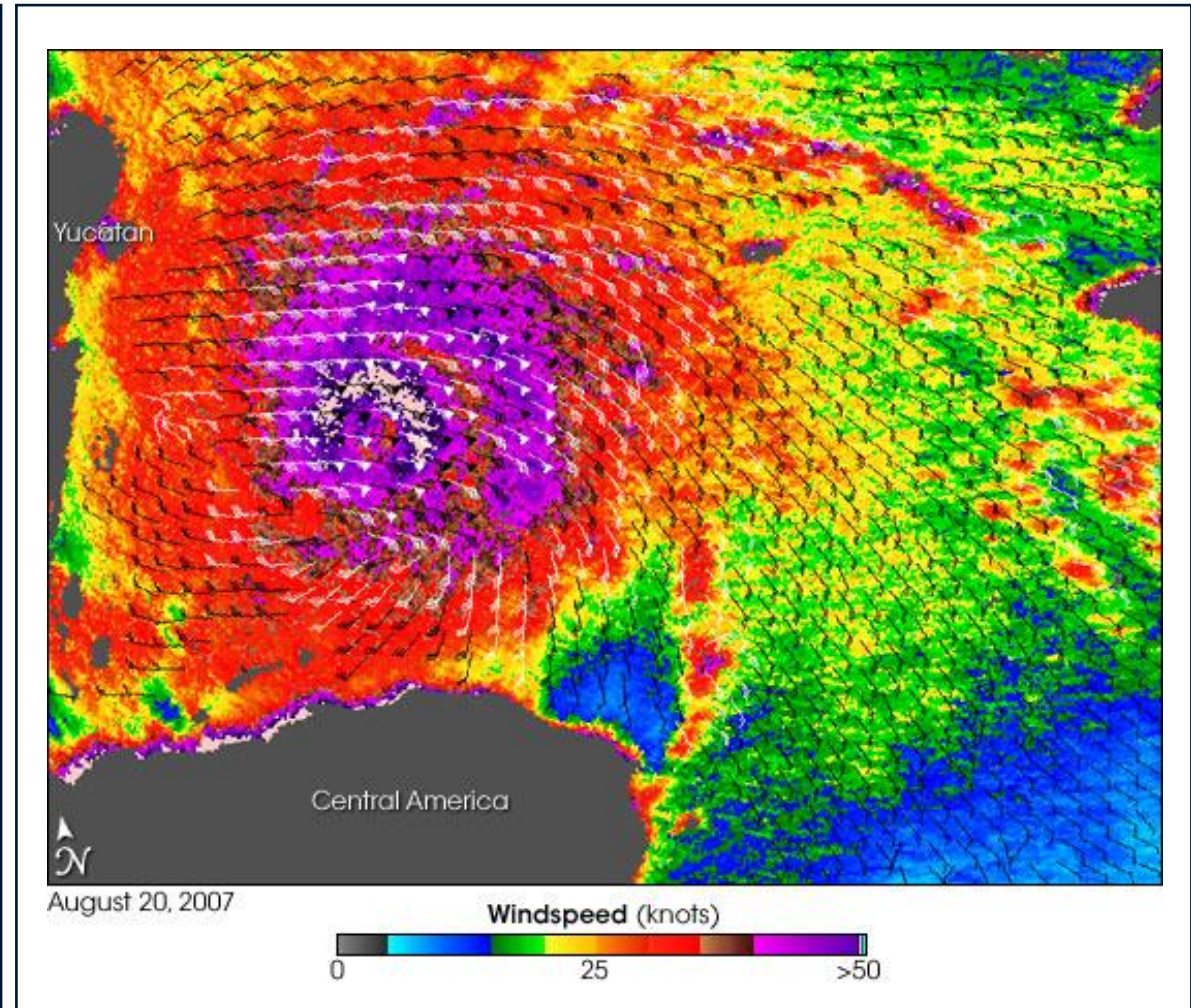 Yucatan
Central America
N
August 20, 2007
Windspeed (knots)
0 25 >50